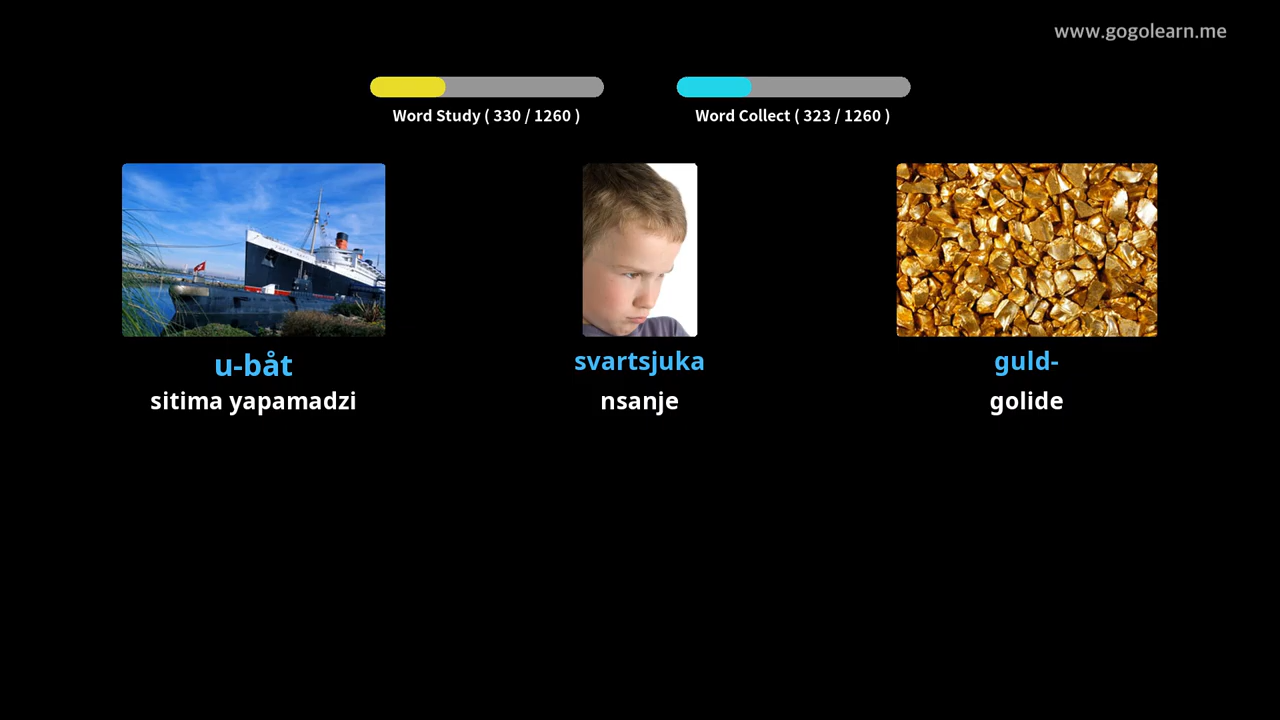 www.gogolearn.me
Word Study ( 330 / 1260 )
Word Collect ( 323 / 1260 )
u-båt
svartsjuka
guld-
sitima yapamadzi
nsanje
golide